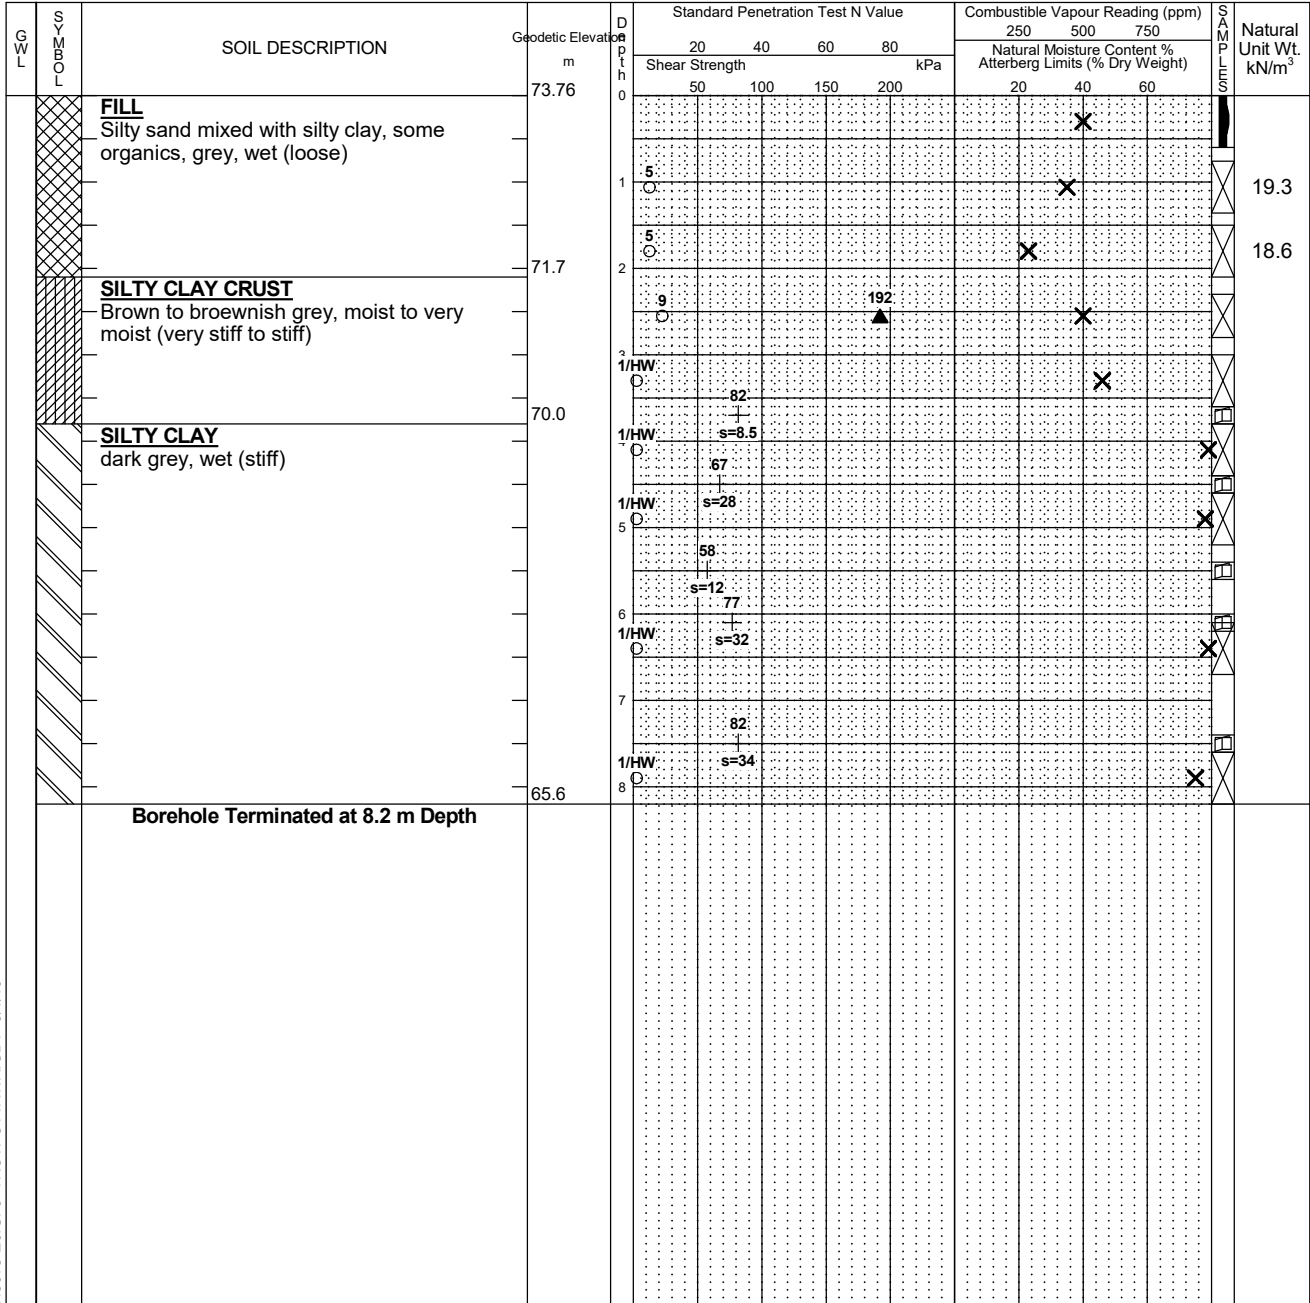 GWL
SYMBOL
SOIL DESCRIPTION
Geodetic Elevation
m
Depth
Standard Penetration Test N Value
20 40 60 80
Shear Strength kPa
50 100 150 200
Combustible Vapour Reading (ppm)
250 500 750
Natural Moisture Content %
Atterberg Limits (% Dry Weight)
20 40 60
SAMPLES
Natural
Unit Wt.
kN/m³
73.76
0
FILL
Silty sand mixed with silty clay, some
organics, grey, wet (loose)
5
1
19.3
5
18.6
71.7
2
SILTY CLAY CRUST
Brown to broewnish grey, moist to very
moist (very stiff to stiff)
9
192
3
1/HW
82
70.0
s=8.5
SILTY CLAY
dark grey, wet (stiff)
1/HW
67
s=28
1/HW
5
58
s=12
77
6
1/HW
s=32
7
82
s=34
1/HW
8
65.6
Borehole Terminated at 8.2 m Depth